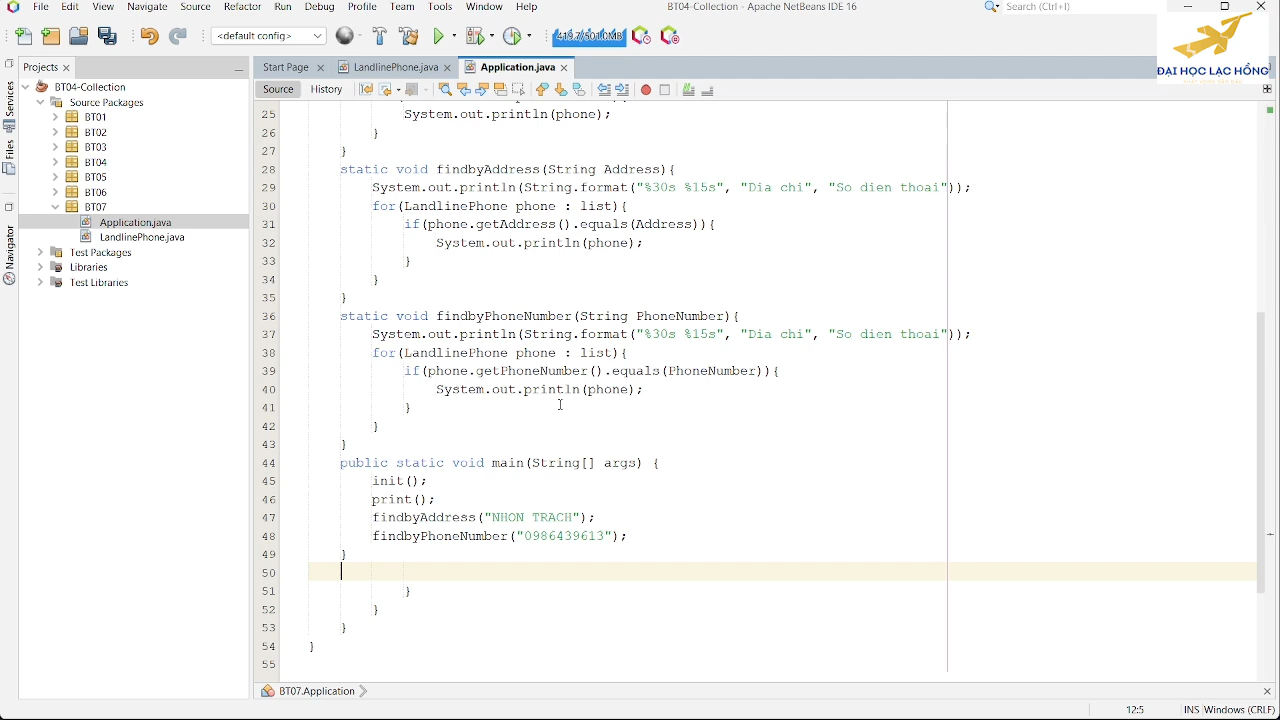 File Edit View Navigate Source Refactor Run Debug Profile Team Tools Window Help
BT04-Collection - Apache NetBeans IDE 16
Search (Ctrl+I)
<default config>
419.7/501.0MB
ĐẠI HỌC LẠC HỒNG
Projects
Start Page
LandlinePhone.java
Application.java
Source
History
Services
Files
Navigator
BT04-Collection
Source Packages
BT01
BT02
BT03
BT04
BT05
BT06
BT07
Application.java
LandlinePhone.java
Test Packages
Libraries
Test Libraries
25 System.out.println(phone);
26 }
27 }
28 static void findbyAddress(String Address){
29 System.out.println(String.format("%30s %15s", "Dia chi", "So dien thoai"));
30 for(LandlinePhone phone : list){
31 if(phone.getAddress().equals(Address)){
32 System.out.println(phone);
33 }
34 }
35 }
36 static void findbyPhoneNumber(String PhoneNumber){
37 System.out.println(String.format("%30s %15s", "Dia chi", "So dien thoai"));
38 for(LandlinePhone phone : list){
39 if(phone.getPhoneNumber().equals(PhoneNumber)){
40 System.out.println(phone);
41 }
42 }
43 }
44 public static void main(String[] args) {
45 init();
46 print();
47 findbyAddress("NHON TRACH");
48 findbyPhoneNumber("0986439613");
49 }
50
51 }
52 }
53 }
54 }
55
BT07.Application
12:5 INS Windows (CRLF)